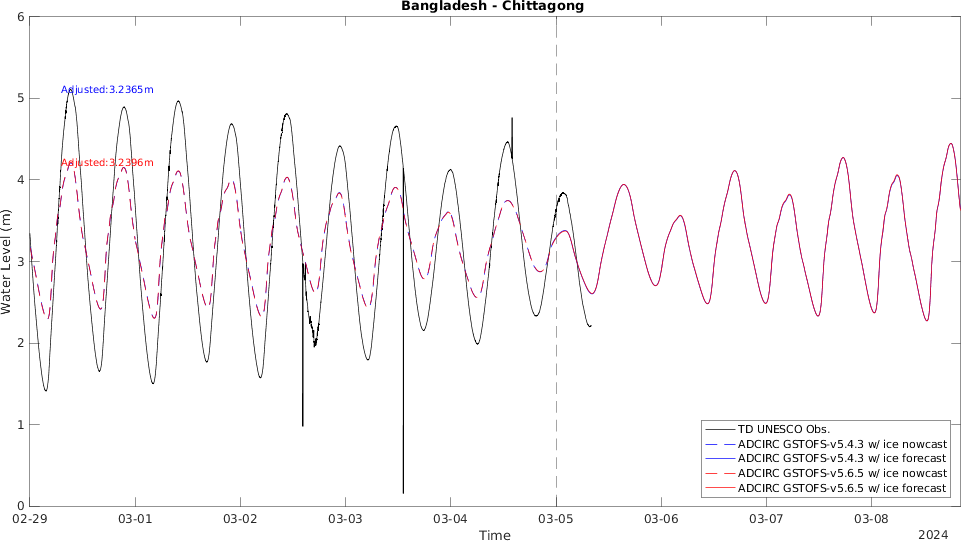 Bangladesh - Chittagong
6
5
4
3
2
1
0
Water Level (m)
Adjusted:3.2365m
Adjusted:3.2396m
TD UNESCO Obs.
ADCIRC GSTOFS-v5.4.3 w/ ice nowcast
ADCIRC GSTOFS-v5.4.3 w/ ice forecast
ADCIRC GSTOFS-v5.6.5 w/ ice nowcast
ADCIRC GSTOFS-v5.6.5 w/ ice forecast
02-29 03-01 03-02 03-03 03-04 03-05 03-06 03-07 03-08
Time
2024